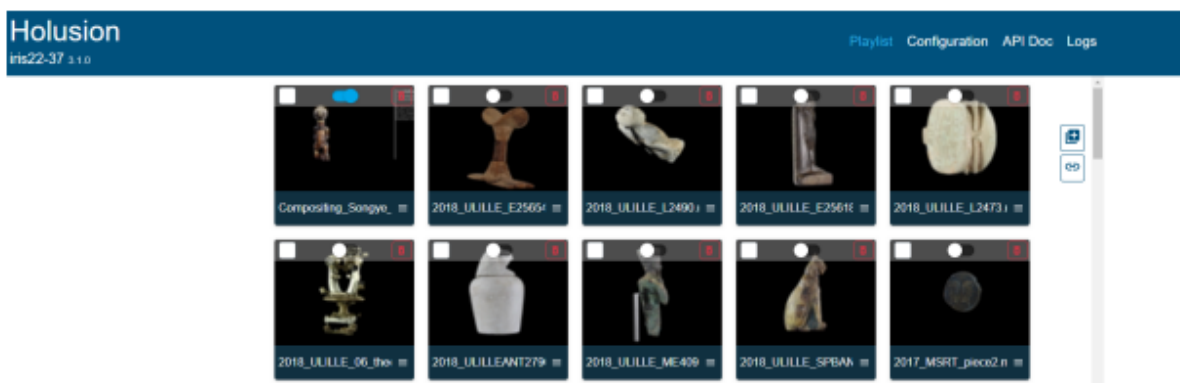 Holusion
iris22-37 3.1.0
Playlist Configuration API Doc Logs
Compositing_Songye_
2018_ULILLE_E2565
2018_ULILLE_L2490.
2018_ULILLE_E2561
2018_ULILLE_L2473.
2018_ULILLE_06_the
2018_ULILLEANT279
2018_ULILLE_ME409
2018_ULILLE_SPBAN
2017_MSRT_piece2.n